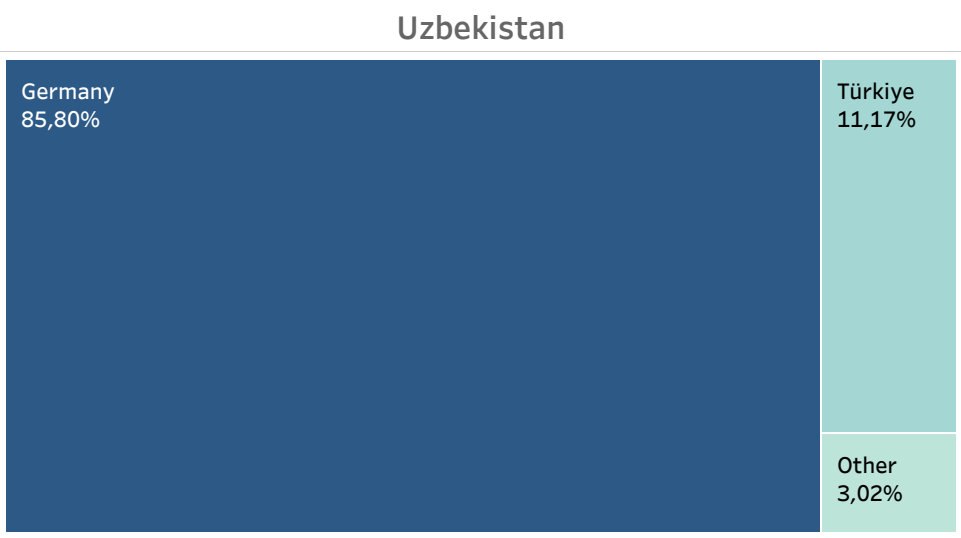 Uzbekistan
Germany
85,80%
Türkiye
11,17%
Other
3,02%